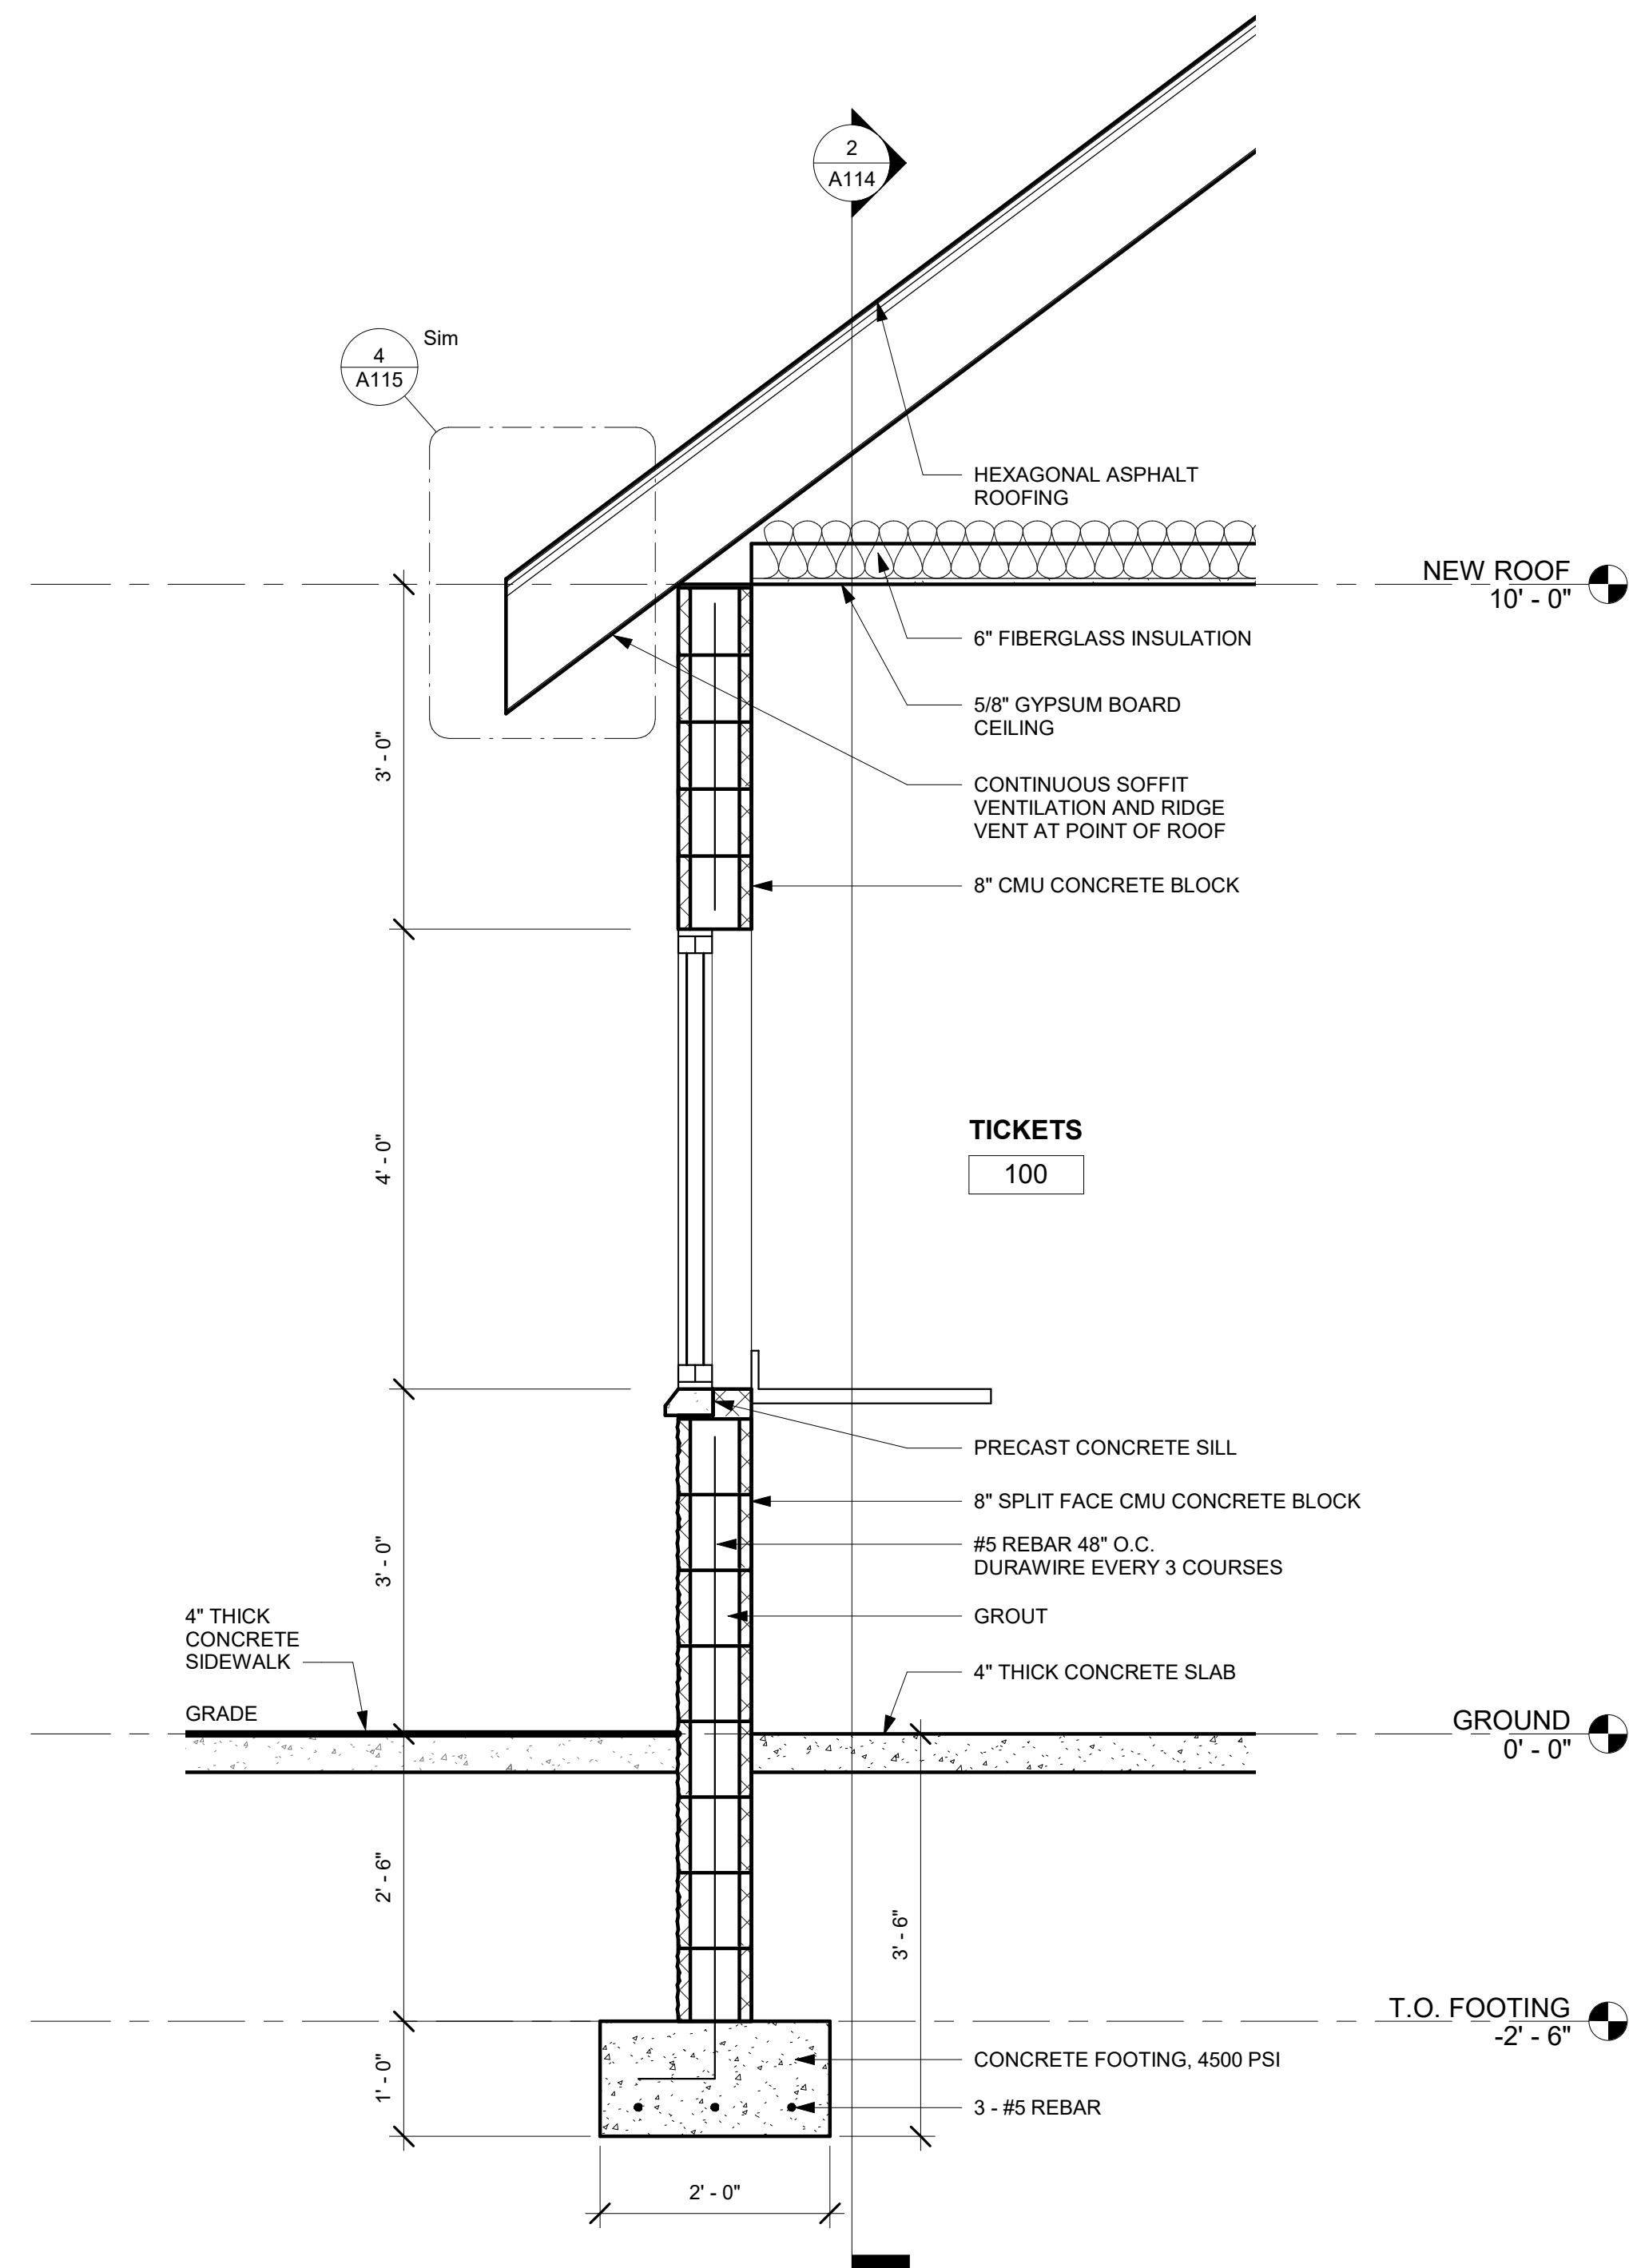 2
A114
Sim
4
A115
HEXAGONAL ASPHALT
ROOFING
NEW ROOF
10' - 0"
6" FIBERGLASS INSULATION
5/8" GYPSUM BOARD
CEILING
3' - 0"
CONTINUOUS SOFFIT
VENTILATION AND RIDGE
VENT AT POINT OF ROOF
8" CMU CONCRETE BLOCK
4' - 0"
TICKETS
100
PRECAST CONCRETE SILL
8" SPLIT FACE CMU CONCRETE BLOCK
#5 REBAR 48" O.C.
DURAWIRE EVERY 3 COURSES
3' - 0"
GROUT
4" THICK
CONCRETE
SIDEWALK
4" THICK CONCRETE SLAB
GRADE
GROUND
0' - 0"
2' - 6"
3' - 6"
T.O. FOOTING
-2' - 6"
1' - 0"
CONCRETE FOOTING, 4500 PSI
3 - #5 REBAR
2' - 0"